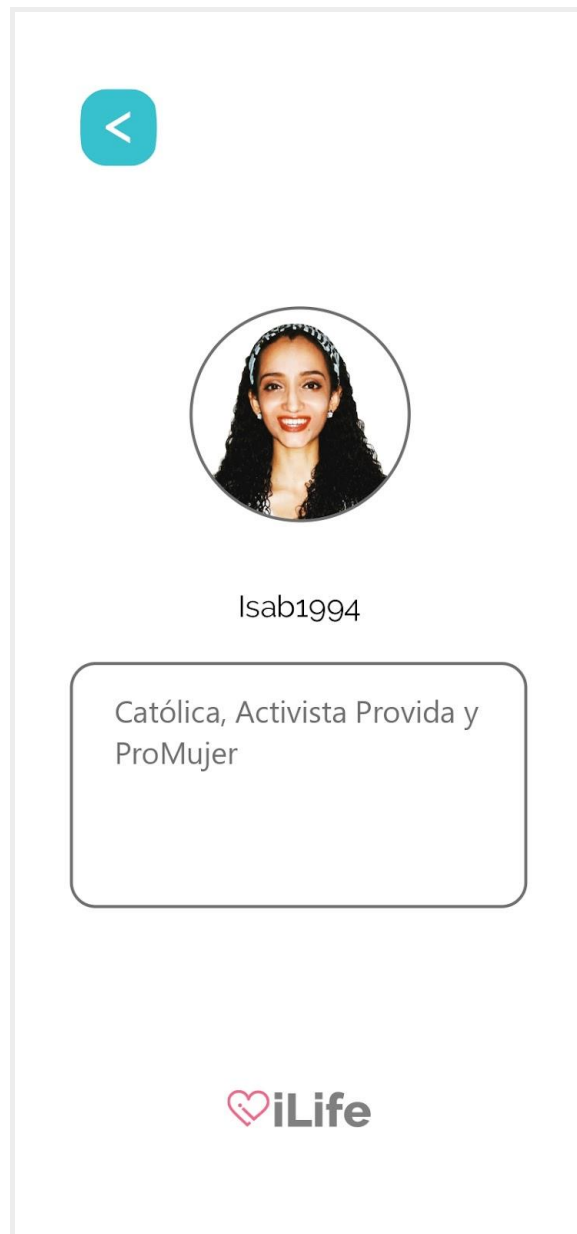 <
Isab1994
Católica, Activista Provida y
ProMujer
iLife